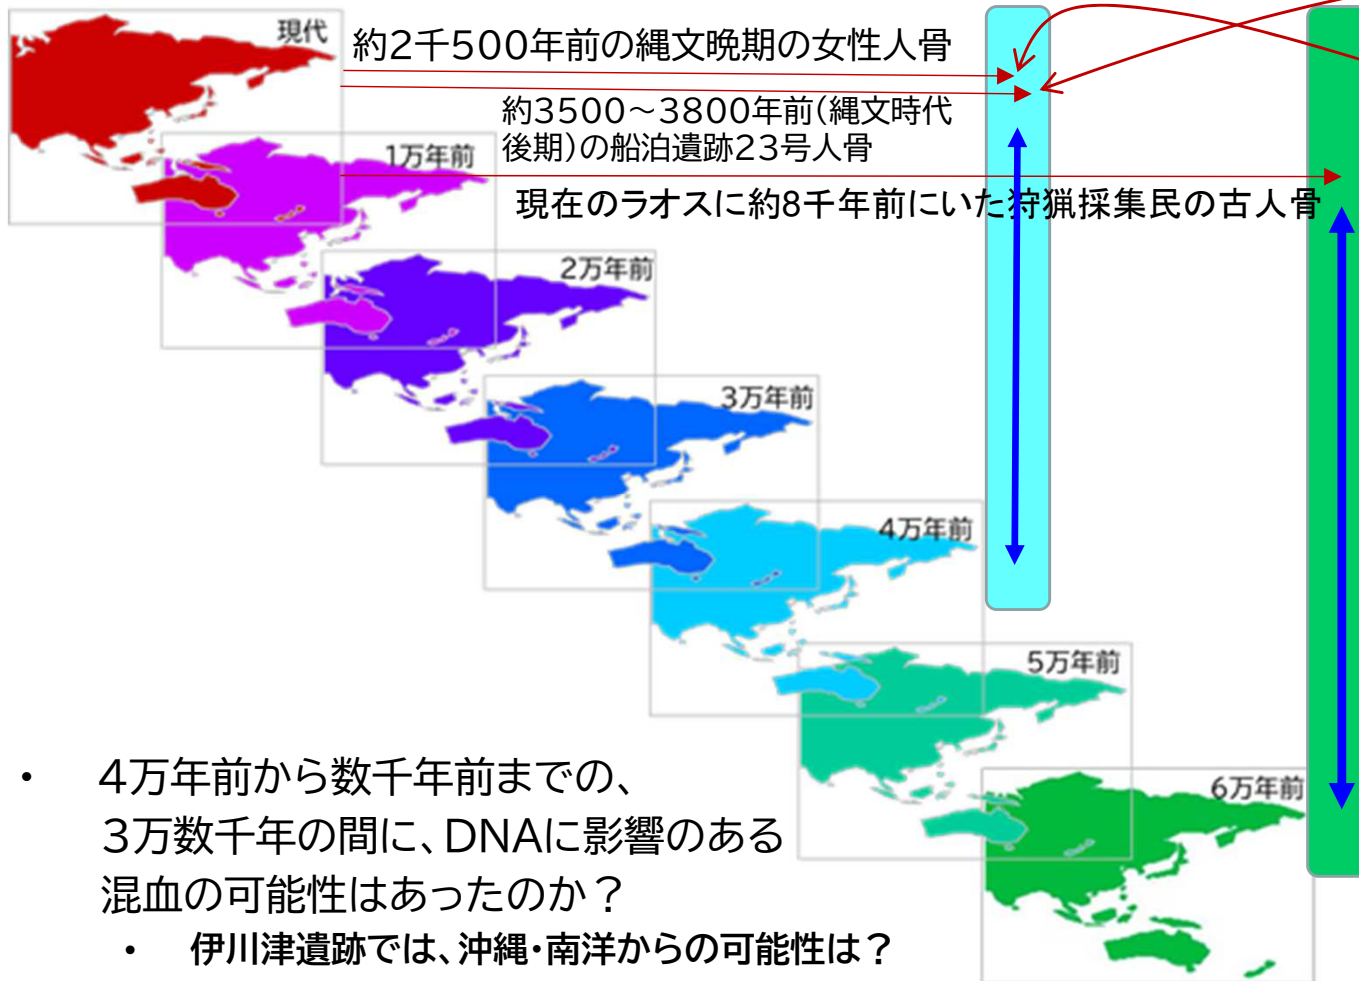 現代
約2千500年前の縄文晩期の女性人骨
約3500～3800年前(縄文時代
後期)の船泊遺跡23号人骨
1万年前
現在のラオスに約8千年前にいた狩猟採集民の古人骨
2万年前
3万年前
4万年前
5万年前
6万年前
・ 4万年前から数千年前までの、
3万数千年の間に、DNAに影響のある
混血の可能性はあったのか？
・ 伊川津遺跡では、沖縄・南洋からの可能性は？